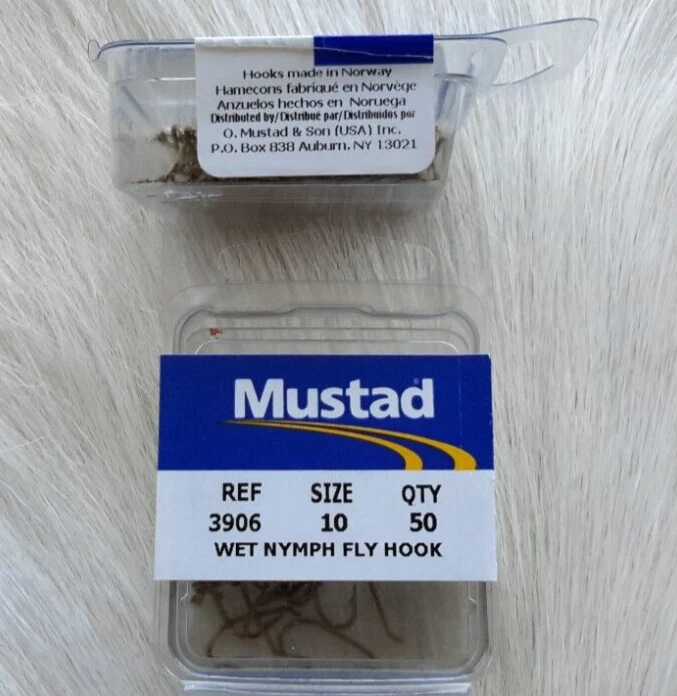 Hooks made in Norway
Hamecons fabriqué en Norvège
Anzuelos hechos en Noruega
Distributed by/Distribué par/Distribuidos por
O. Mustad & Son (USA) Inc.
P.O. Box 838 Auburn, NY 13021
Mustad®
REF SIZE QTY
3906 10 50
WET NYMPH FLY HOOK